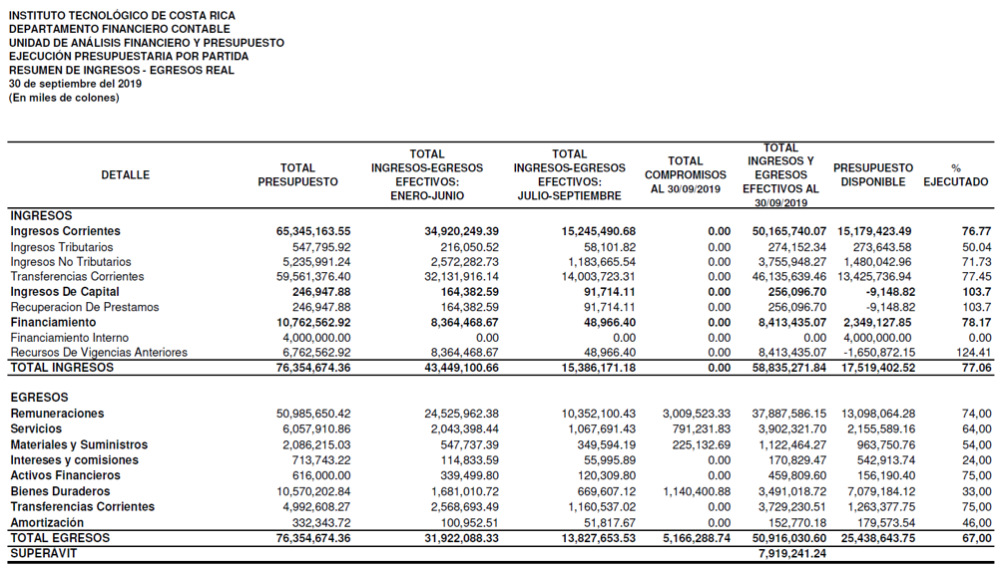 INSTITUTO TECNOLÓGICO DE COSTA RICA
DEPARTAMENTO FINANCIERO CONTABLE
UNIDAD DE ANÁLISIS FINANCIERO Y PRESUPUESTO
EJECUCIÓN PRESUPUESTARIA POR PARTIDA
RESUMEN DE INGRESOS - EGRESOS REAL
30 de septiembre del 2019
(En miles de colones)
DETALLE
TOTAL
PRESUPUESTO
TOTAL
INGRESOS-EGRESOS
EFECTIVOS:
ENERO-JUNIO
TOTAL
INGRESOS-EGRESOS
EFECTIVOS:
JULIO-SEPTIEMBRE
TOTAL
COMPROMISOS
AL 30/09/2019
TOTAL
INGRESOS Y
EGRESOS
EFECTIVOS AL
30/09/2019
PRESUPUESTO
DISPONIBLE
%
EJECUTADO
INGRESOS
Ingresos Corrientes 65,345,163.55 34,920,249.39 15,245,490.68 0.00 50,165,740.07 15,179,423.49 76.77
Ingresos Tributarios 547,795.92 216,050.52 58,101.82 0.00 274,152.34 273,643.58 50.04
Ingresos No Tributarios 5,235,991.24 2,572,282.73 1,183,665.54 0.00 3,755,948.27 1,480,042.96 71.73
Transferencias Corrientes 59,561,376.40 32,131,916.14 14,003,723.31 0.00 46,135,639.46 13,425,736.94 77.45
Ingresos De Capital 246,947.88 164,382.59 91,714.11 0.00 256,096.70 -9,148.82 103.7
Recuperacion De Prestamos 246,947.88 164,382.59 91,714.11 0.00 256,096.70 -9,148.82 103.7
Financiamiento 10,762,562.92 8,364,468.67 48,966.40 0.00 8,413,435.07 2,349,127.85 78.17
Financiamiento Interno 4,000,000.00 0.00 0.00 0.00 0.00 4,000,000.00 0.00
Recursos De Vigencias Anteriores 6,762,562.92 8,364,468.67 48,966.40 0.00 8,413,435.07 -1,650,872.15 124.41
TOTAL INGRESOS 76,354,674.36 43,449,100.66 15,386,171.18 0.00 58,835,271.84 17,519,402.52 77.06
EGRESOS
Remuneraciones 50,985,650.42 24,525,962.38 10,352,100.43 3,009,523.33 37,887,586.15 13,098,064.28 74,00
Servicios 6,057,910.86 2,043,398.44 1,067,691.43 791,231.83 3,902,321.70 2,155,589.16 64,00
Materiales y Suministros 2,086,215.03 547,737.39 349,594.19 225,132.69 1,122,464.27 963,750.76 54,00
Intereses y comisiones 713,743.22 114,833.59 55,995.89 0.00 170,829.47 542,913.74 24,00
Activos Financieros 616,000.00 339,499.80 120,309.80 0.00 459,809.60 156,190.40 75,00
Bienes Duraderos 10,570,202.84 1,681,010.72 669,607.12 1,140,400.88 3,491,018.72 7,079,184.12 33,00
Transferencias Corrientes 4,992,608.27 2,568,693.49 1,160,537.02 0.00 3,729,230.51 1,263,377.75 75,00
Amortización 332,343.72 100,952.51 51,817.67 0.00 152,770.18 179,573.54 46,00
TOTAL EGRESOS 76,354,674.36 31,922,088.33 13,827,653.53 5,166,288.74 50,916,030.60 25,438,643.75 67,00
SUPERAVIT 7,919,241.24